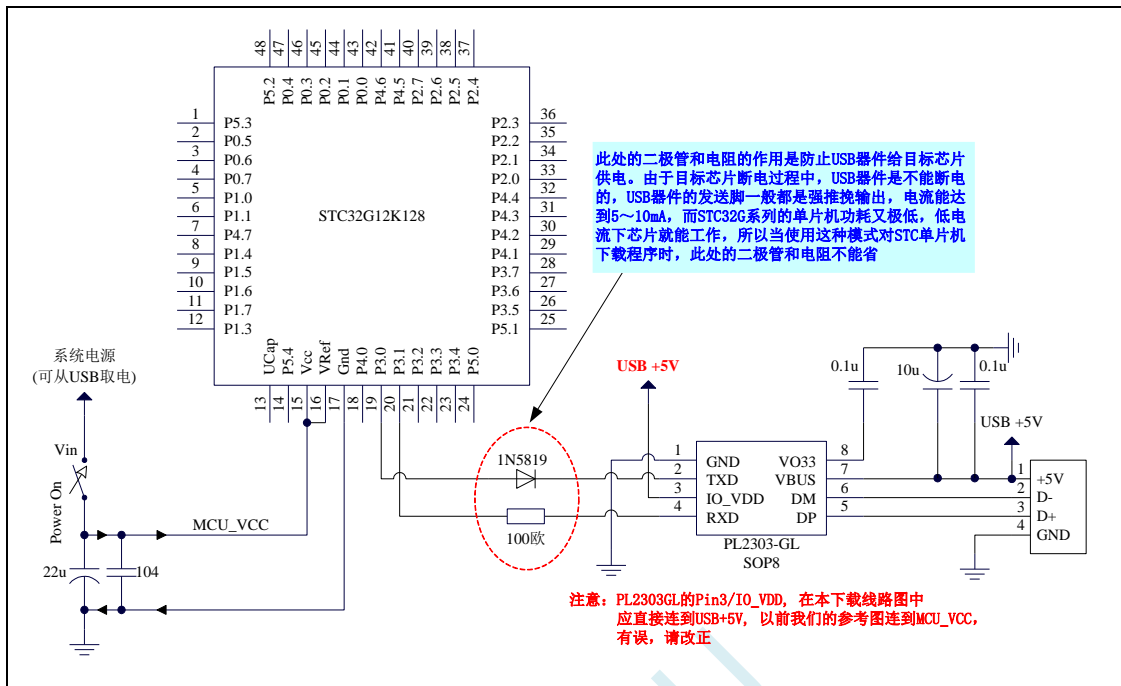 48
47
46
45
44
43
42
41
40
39
38
37
P5.2
P0.4
P0.3
P0.2
P0.1
P0.0
P4.6
P4.5
P2.7
P2.6
P2.5
P2.4
1
P5.3
2
P0.5
3
P0.6
4
P0.7
5
P1.0
6
P1.1
7
P4.7
8
P1.4
9
P1.5
10
P1.6
11
P1.7
12
P1.3
STC32G12K128
P2.3
36
P2.2
35
P2.1
34
P2.0
33
P4.4
32
P4.3
31
P4.2
30
P4.1
29
P3.7
28
P3.6
27
P3.5
26
P5.1
25
UCap
P5.4
Vcc
VRef
Gnd
P4.0
P3.0
P3.1
P3.2
P3.3
P3.4
P5.0
13
14
15
16
17
18
19
20
21
22
23
24
此处的二极管和电阻的作用是防止USB器件给目标芯片
供电。由于目标芯片断电过程中，USB器件是不能断电
的，USB器件的发送脚一般都是强推挽输出，电流能达
到5～10mA，而STC32G系列的单片机功耗又极低，低电
流下芯片就能工作，所以当使用这种模式对STC单片机
下载程序时，此处的二极管和电阻不能省
系统电源
(可从USB取电)
Vin
Power On
MCU_VCC
22u
104
1N5819
100欧
USB +5V
0.1u
10u
0.1u
USB +5V
1
GND
2
TXD
3
IO_VDD
4
RXD
VO33
8
VBUS
7
DM
6
DP
5
PL2303-GL
SOP8
1
+5V
2
D-
3
D+
4
GND
注意：PL2303GL的Pin3/IO_VDD, 在本下载线路图中
应直接连到USB+5V, 以前我们的参考图连到MCU_VCC,
有误，请改正